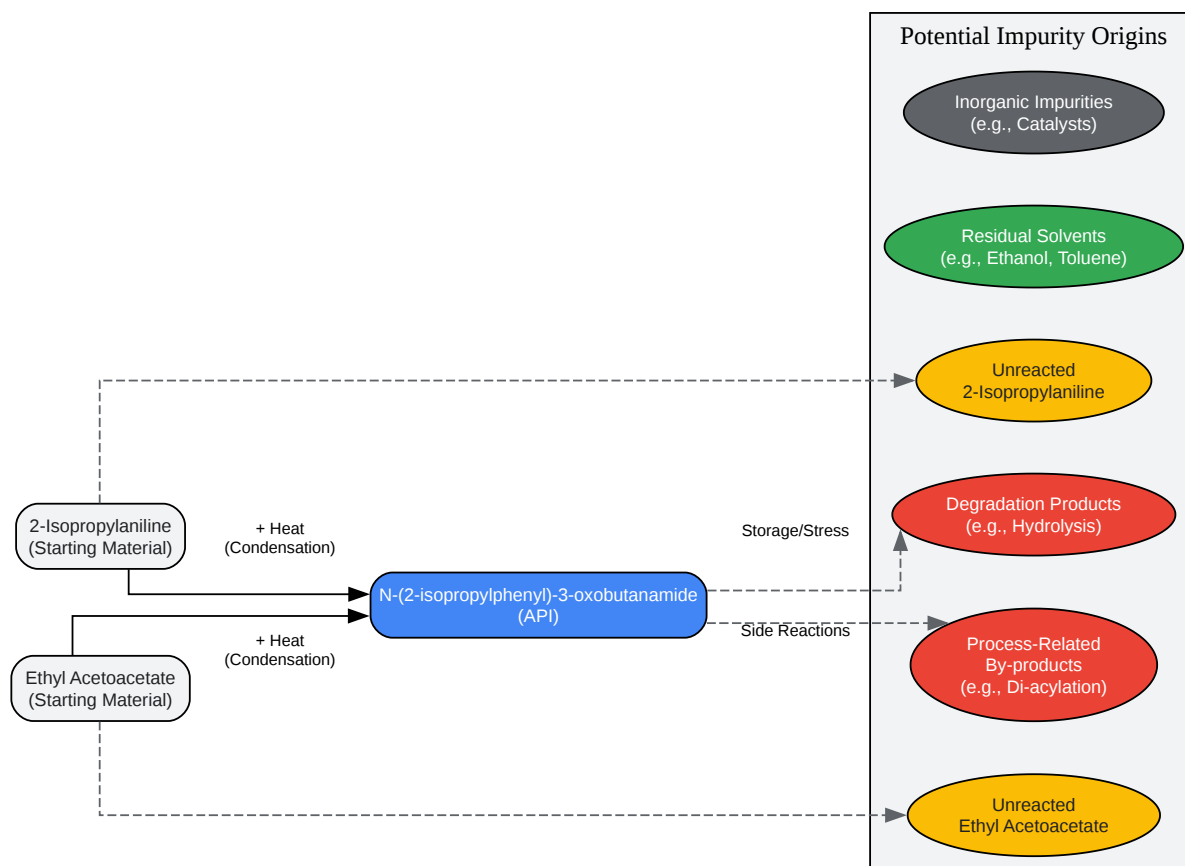 Potential Impurity Origins
Inorganic Impurities
(e.g., Catalysts)
Residual Solvents
(e.g., Ethanol, Toluene)
Unreacted
2-Isopropylaniline
Degradation Products
(e.g., Hydrolysis)
Process-Related
By-products
(e.g., Di-acylation)
Unreacted
Ethyl Acetoacetate
2-Isopropylaniline
(Starting Material)
+ Heat
(Condensation)
Storage/Stress
N-(2-isopropylphenyl)-3-oxobutanamide
(API)
Side Reactions
+ Heat
(Condensation)
Ethyl Acetoacetate
(Starting Material)